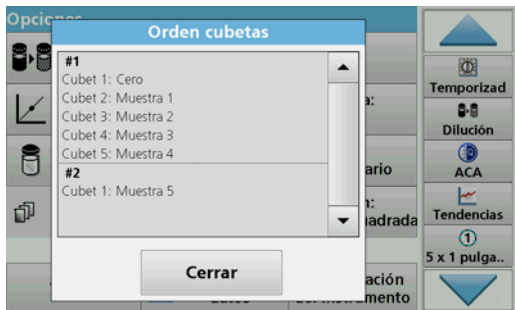 Opciones
Orden cubetas
#1
Cubet 1: Cero
Cubet 2: Muestra 1
Cubet 3: Muestra 2
Cubet 4: Muestra 3
Cubet 5: Muestra 4
#2
Cubet 1: Muestra 5
Cerrar
a:
ario
n:
uadrada
ación
Temporizad
Dilución
ACA
Tendencias
1
5 x 1 pulga..